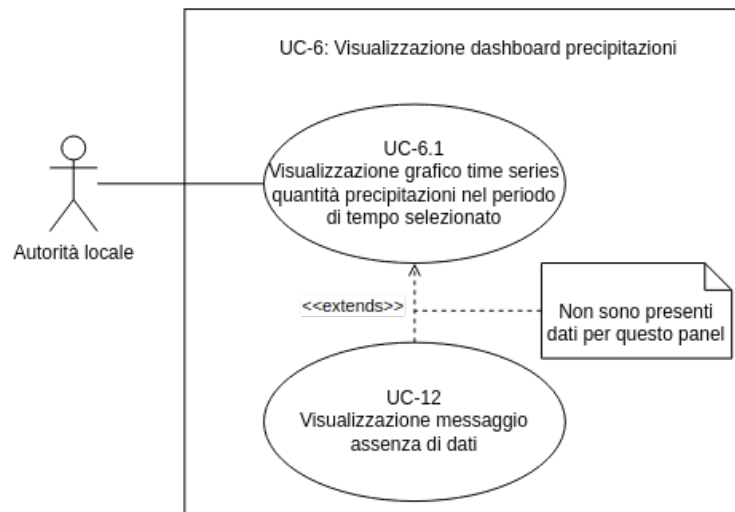 UC-6: Visualizzazione dashboard precipitazioni
UC-6.1
Visualizzazione grafico time series
quantità precipitazioni nel periodo
di tempo selezionato
Autorità locale
<<extends>>
Non sono presenti
dati per questo panel
UC-12
Visualizzazione messaggio
assenza di dati